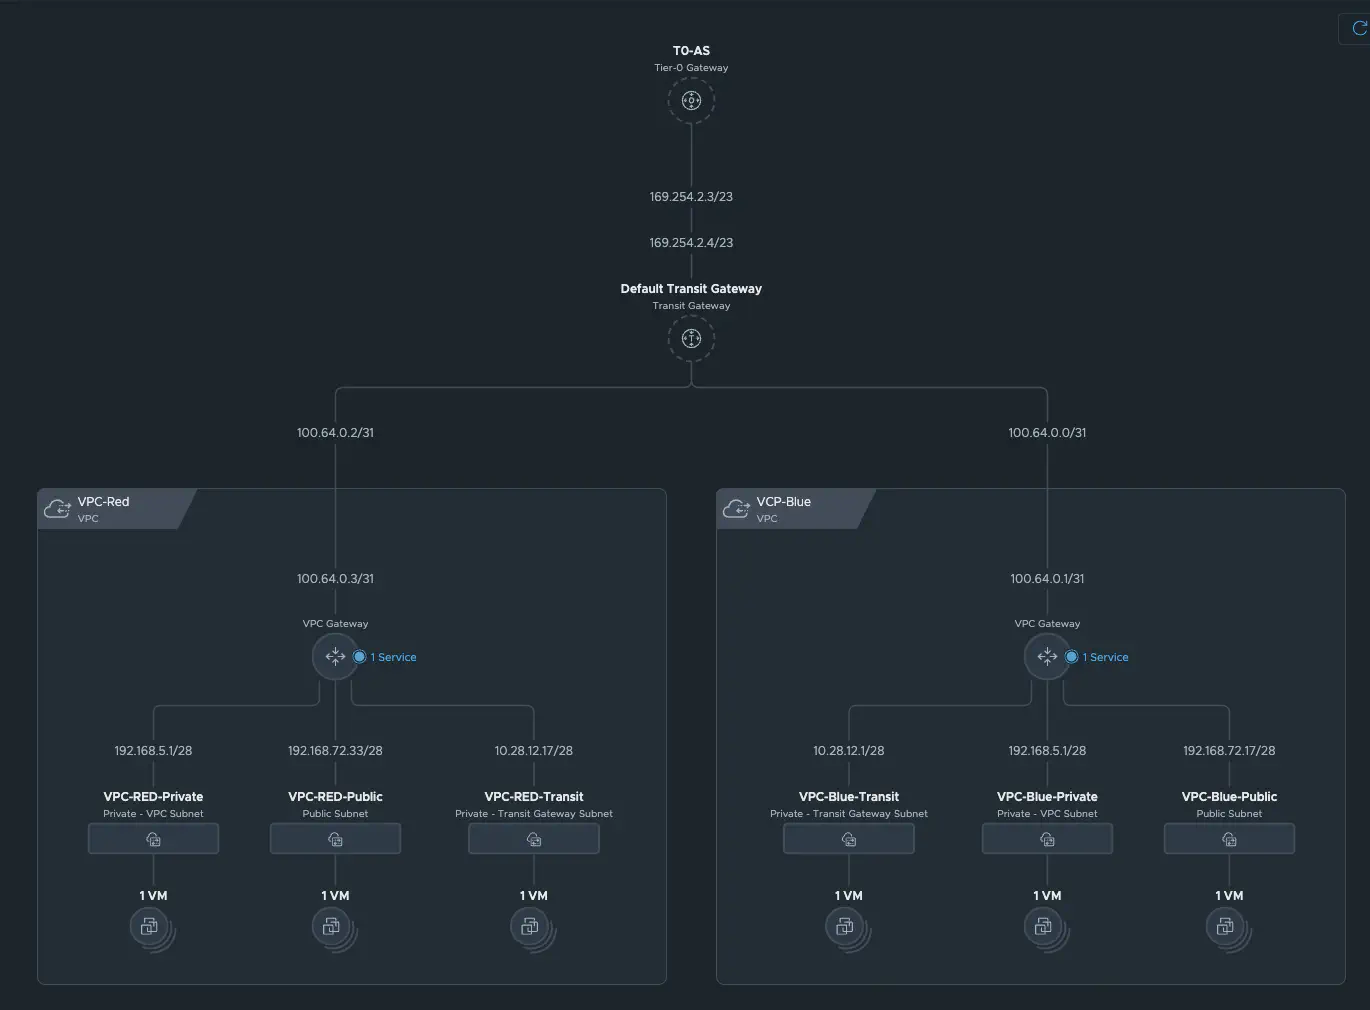 T0-AS
Tier-0 Gateway
169.254.2.3/23
169.254.2.4/23
Default Transit Gateway
Transit Gateway
100.64.0.2/31
100.64.0.0/31
VPC-Red
VPC
VCP-Blue
VPC
100.64.0.3/31
100.64.0.1/31
VPC Gateway
VPC Gateway
1 Service
1 Service
192.168.5.1/28
192.168.72.33/28
10.28.12.17/28
10.28.12.1/28
192.168.5.1/28
192.168.72.17/28
VPC-RED-Private
Private - VPC Subnet
VPC-RED-Public
Public Subnet
VPC-RED-Transit
Private - Transit Gateway Subnet
VPC-Blue-Transit
Private - Transit Gateway Subnet
VPC-Blue-Private
Private - VPC Subnet
VPC-Blue-Public
Public Subnet
1 VM
1 VM
1 VM
1 VM
1 VM
1 VM